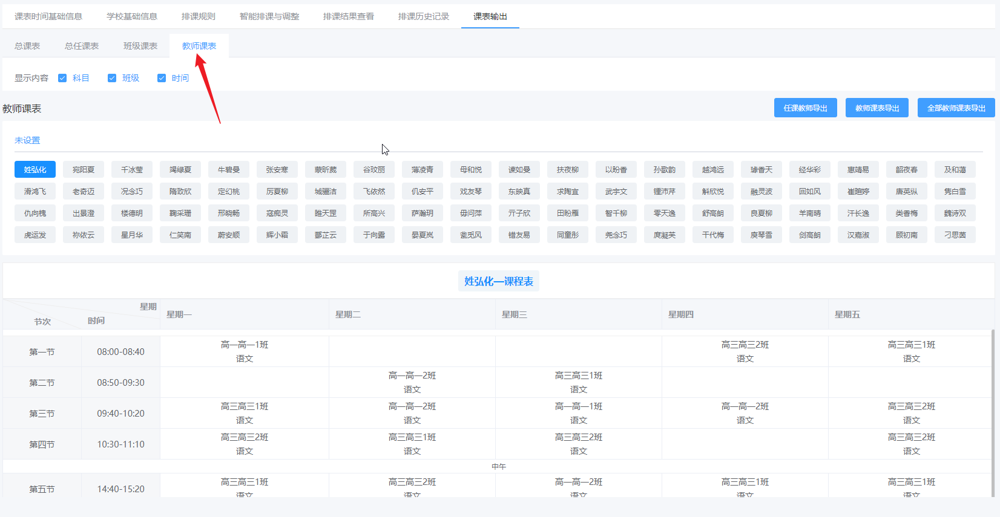 课表时间基础信息 学校基础信息 排课规则 智能排课与调整 排课结果查看 排课历史记录 课表输出
总课表 总任课表 班级课表 教师课表
显示内容 科目 班级 时间
教师课表 任课教师导出 教师课表导出 全部教师课表导出
未设置
姓弘化 宛阳夏 千冰莹 竭绿夏 牛碧曼 张安寒 蒙昕葳 谷玟丽 薄凌青 母和悦 谏如曼 扶夜柳 以盼香 孙歌韵 越鸿远 璩香天 经华彩 惠靖易 韶夜春 及和蔼
滑鸿飞 老奇迈 况念巧 隋致欣 定幻桃 厉夏柳 城骊洁 飞依然 仉安平 戏友琴 东映真 求陶宜 武宇文 锺沛芹 斛欣悦 融灵波 回如风 崔暄婷 唐英纵 隽白雪
仇向槐 出景澄 楼德明 鞠采珊 邢晓畅 寇痴灵 睢天罡 所高兴 萨瀚玥 毋问萍 亓子欣 田盼雁 智千柳 零天逸 舒高朗 良夏柳 羊南晴 汗长逸 类香梅 魏诗双
虎运发 祢依云 星月华 仁笑南 蔚安顺 辉小霜 酆芷云 于向露 晏夏岚 瓮觅风 错友易 同童彤 尧念巧 庹凝芙 干代梅 庾琴雪 剑高朗 汉嘉淑 顾初南 刁思茵
姓弘化—课程表
星期 时间 节次 星期一 星期二 星期三 星期四 星期五
第一节 08:00-08:40 高一高一1班 高三高三2班 高三高三1班
语文 语文 语文
第二节 08:50-09:30 高一高一2班 高三高三1班
语文 语文
第三节 09:40-10:20 高三高三1班 高一高一2班 高一高一1班 高一高一2班 高三高三2班
语文 语文 语文 语文 语文
第四节 10:30-11:10 高三高三2班 高三高三1班 高三高三2班 高三高三2班
语文 语文 语文 语文
中午
第五节 14:40-15:20 高三高三1班 高三高三2班 高一高一2班 高三高三1班 高三高三1班
语文 语文 语文 语文 语文